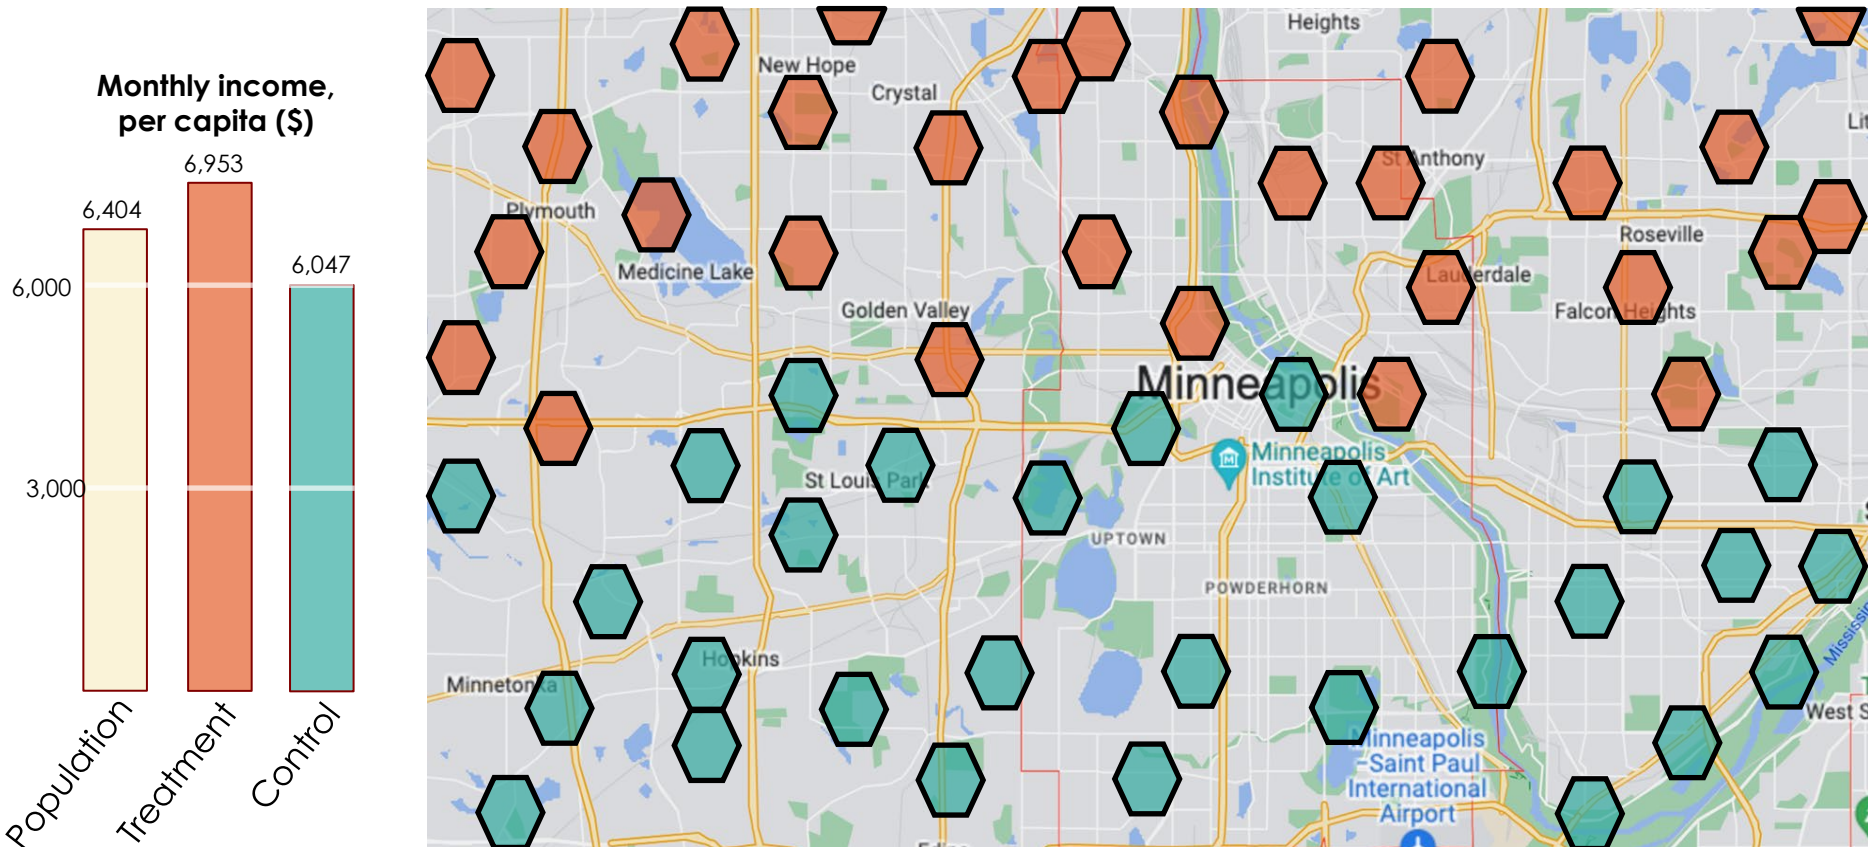 Monthly income,
per capita ($)
6,953
6,404
6,047
6,000
3,000
Population
Treatment
Control
Heights
New Hope
Crystal
St Anthony
Plymouth
Roseville
Medicine Lake
Lauderdale
Golden Valley
Falcon Heights
Minneapolis
Minneapolis
Institute of Art
St Louis Park
UPTOWN
POWDERHORN
Hopkins
Minnetonka
West S
Minneapolis
-Saint Paul
International
Airport